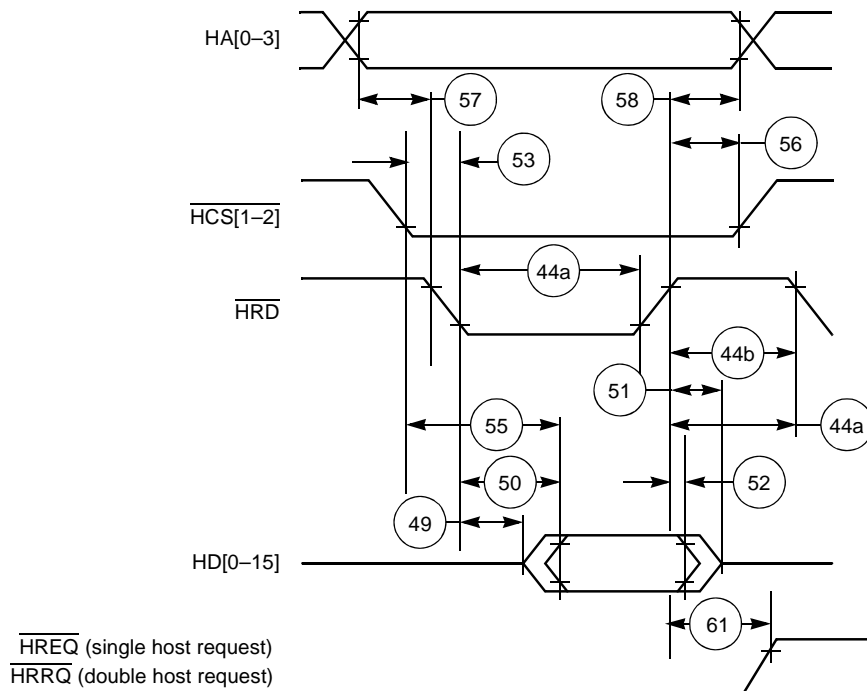 HA[0–3]
57
58
56
53
HCS[1–2]
44a
HRD
44b
51
44a
55
50
52
49
HD[0–15]
61
HREQ (single host request)
HRRQ (double host request)